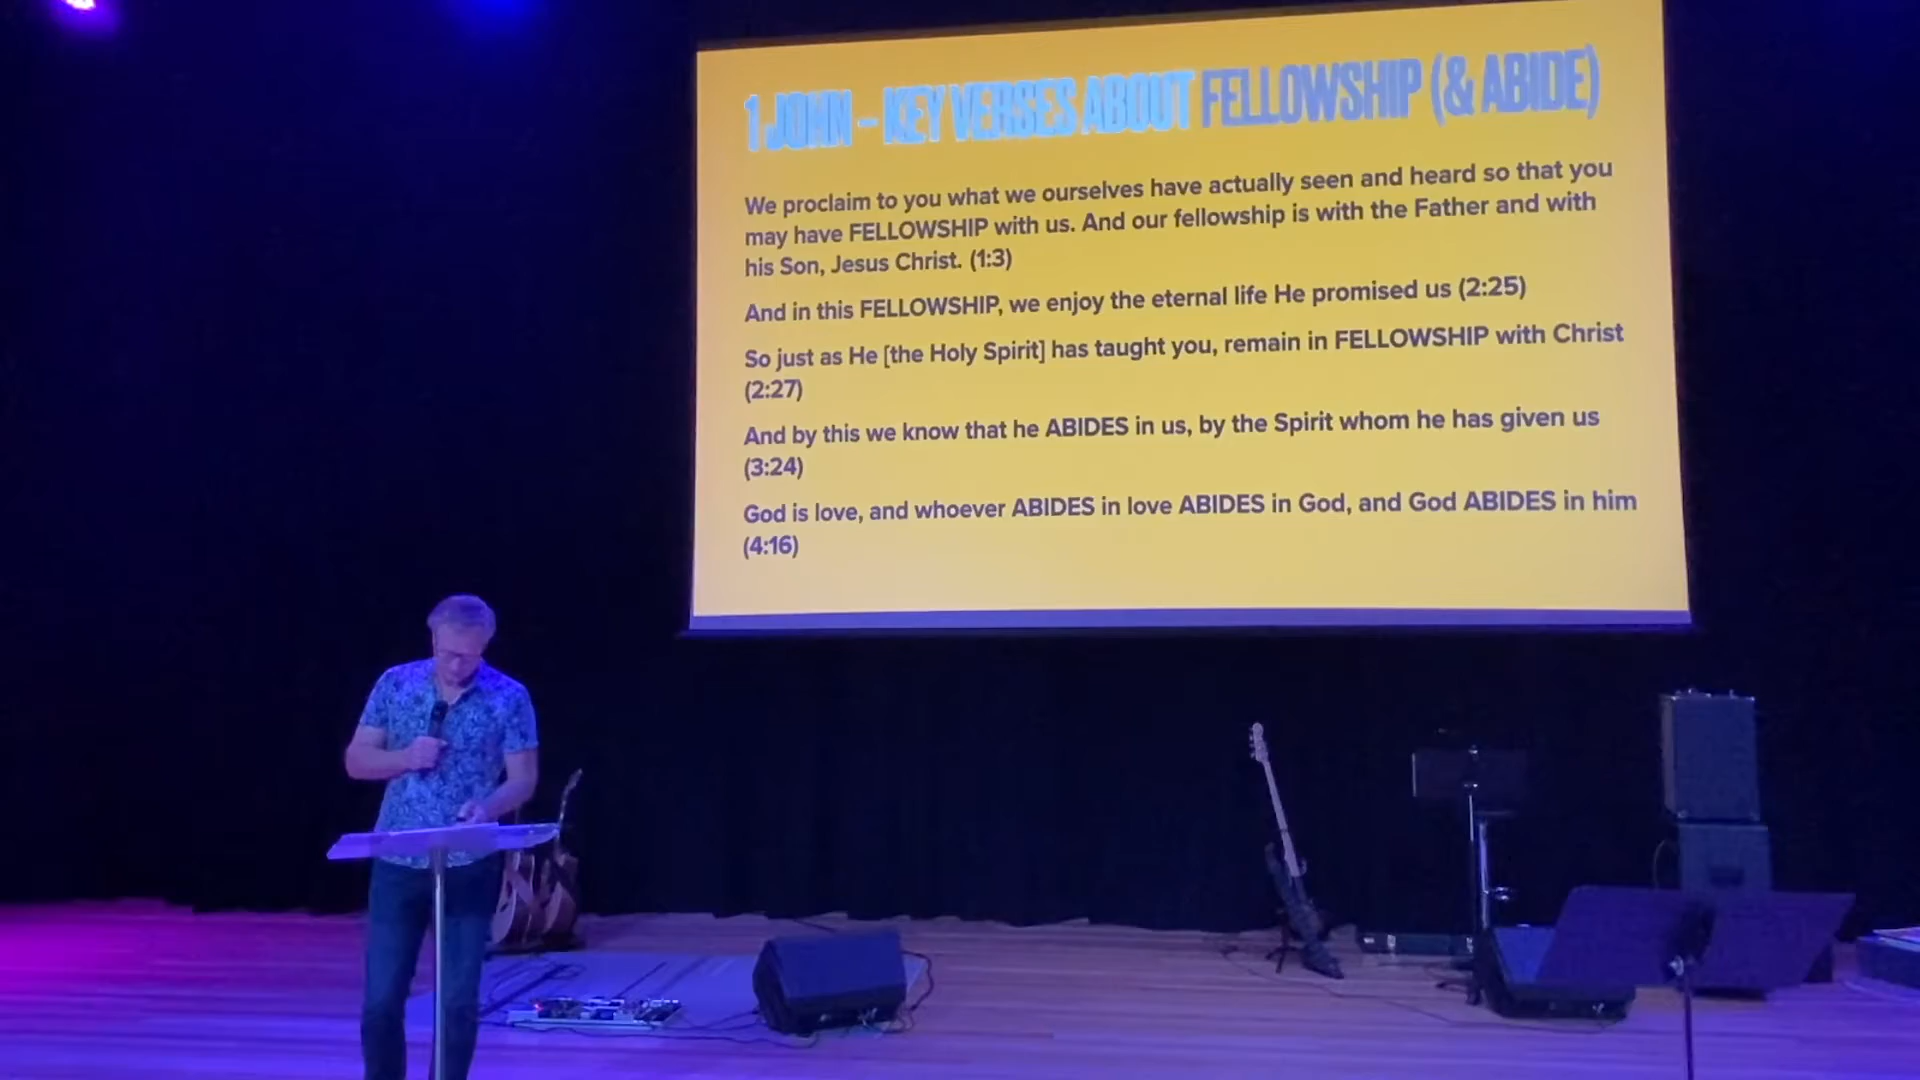 1 JOHN – KEY VERSES ABOUT FELLOWSHIP (& ABIDE)
We proclaim to you what we ourselves have actually seen and heard so that you
may have FELLOWSHIP with us. And our fellowship is with the Father and with
his Son, Jesus Christ. (1:3)
And in this FELLOWSHIP, we enjoy the eternal life He promised us (2:25)
So just as He [the Holy Spirit] has taught you, remain in FELLOWSHIP with Christ
(2:27)
And by this we know that he ABIDES in us, by the Spirit whom he has given us
(3:24)
God is love, and whoever ABIDES in love ABIDES in God, and God ABIDES in him
(4:16)